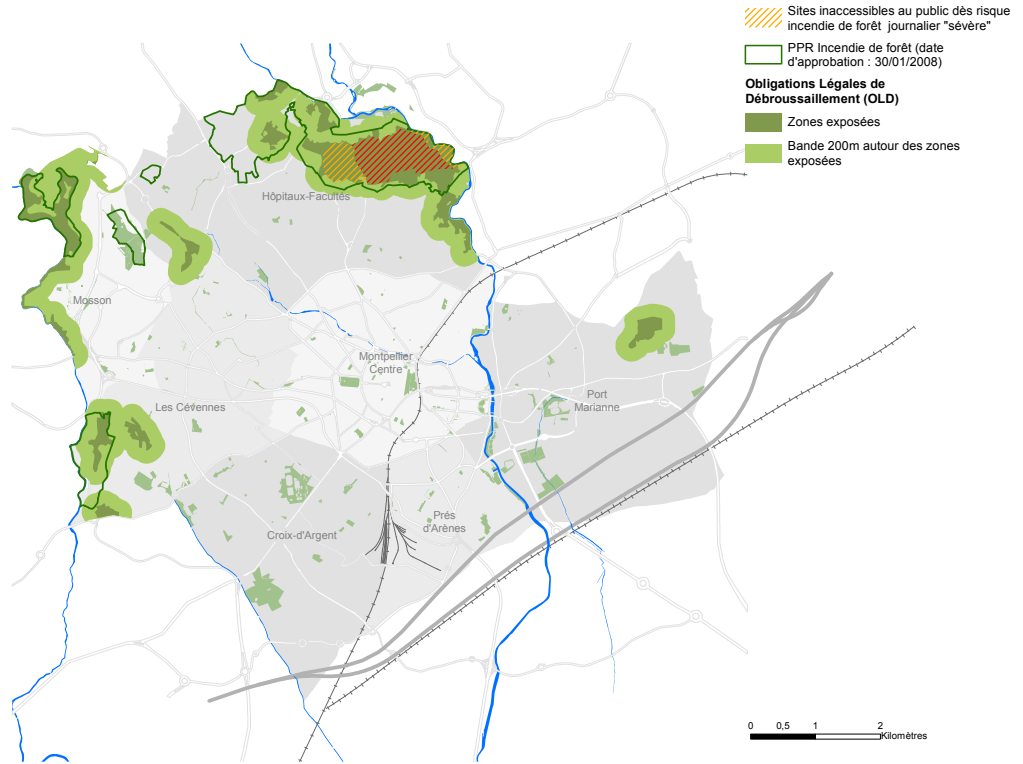 Sites inaccessibles au public dès risque
incendie de forêt journalier "sévère"
PPR Incendie de forêt (date
d'approbation : 30/01/2008)
Obligations Légales de
Débroussaillement (OLD)
Zones exposées
Bande 200m autour des zones
exposées
Hôpitaux-Facultés
Mosson
Montpellier
Centre
Les Cévennes
Port
Marianne
Prés
d'Arènes
Croix-d'Argent
0 0,5 1 2
Kilomètres